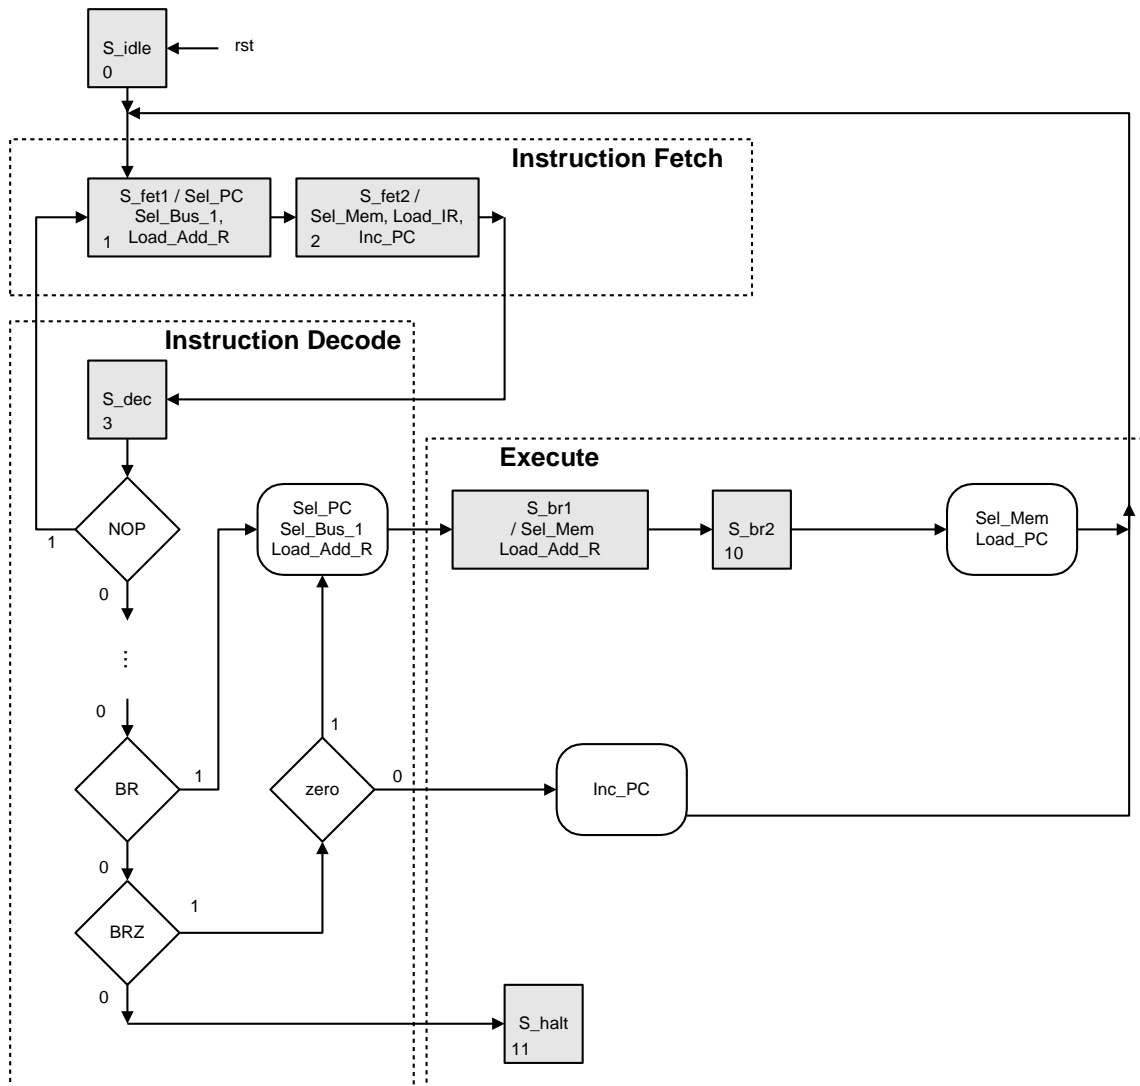 S_idle
0
rst
Instruction Fetch
S_fet1 / Sel_PC
Sel_Bus_1,
Load_Add_R
1
S_fet2 /
Sel_Mem, Load_IR,
Inc_PC
2
Instruction Decode
S_dec
3
Execute
NOP
1
0
Sel_PC
Sel_Bus_1
Load_Add_R
S_br1
/ Sel_Mem
Load_Add_R
S_br2
10
Sel_Mem
Load_PC
...
0
BR
1
0
zero
1
0
Inc_PC
BRZ
1
0
S_halt
11